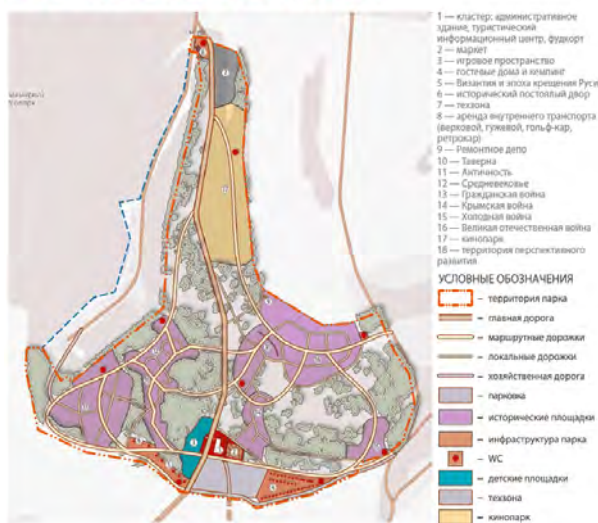 1 — кластер: административное
здание, туристический
информационный центр, фудкорт
2 — маркет
3 — игровое пространство
4 — гостевые дома и кемпинг
5 — Византия и эпоха крещения Руси
6 — исторический постоялый двор
7 — техзона
8 — аренда внутреннего транспорта
(верховой, гужевой, гольф-кар,
ретрокар)
9 — Ремонтное депо
10 — Таверна
11 — Античность
12 — Средневековье
13 — Гражданская война
14 — Крымская война
15 — Холодная война
16 — Великая отечественная война
17 — кинопарк
18 — территория перспективного
развития
УСЛОВНЫЕ ОБОЗНАЧЕНИЯ
– территория парка
– главная дорога
– маршрутные дорожки
– локальные дорожки
– хозяйственная дорога
– парковка
– исторические площадки
– инфраструктура парка
– WC
– детские площадки
– техзона
– кинопарк